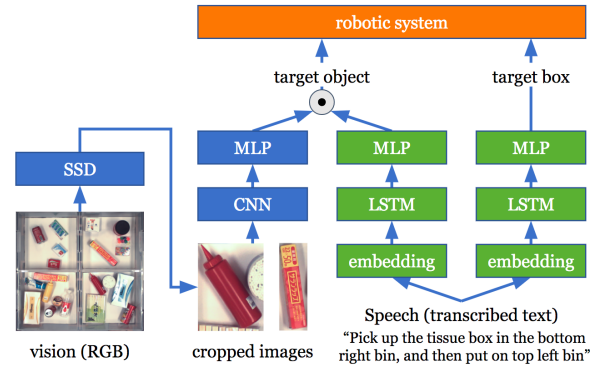 robotic system
target object
target box
MLP
MLP
MLP
SSD
CNN
LSTM
LSTM
embedding
embedding
Speech (transcribed text)
“Pick up the tissue box in the bottom
right bin, and then put on top left bin”
vision (RGB)
cropped images